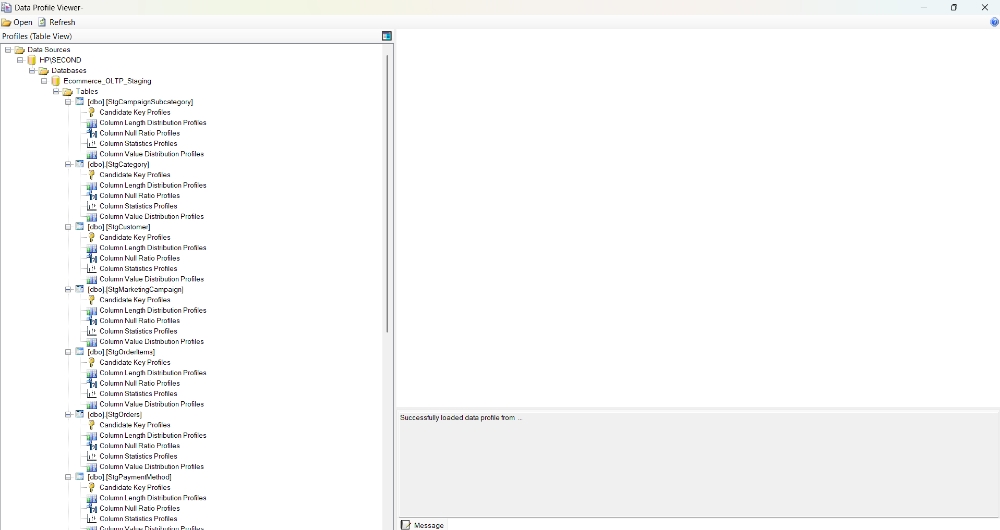 Data Profile Viewer-
Open Refresh
Profiles (Table View)
Data Sources
HP\SECOND
Databases
Ecommerce_OLTP_Staging
Tables
[dbo].[StgCampaignSubcategory]
Candidate Key Profiles
Column Length Distribution Profiles
Column Null Ratio Profiles
Column Statistics Profiles
Column Value Distribution Profiles
[dbo].[StgCategory]
Candidate Key Profiles
Column Length Distribution Profiles
Column Null Ratio Profiles
Column Statistics Profiles
Column Value Distribution Profiles
[dbo].[StgCustomer]
Candidate Key Profiles
Column Length Distribution Profiles
Column Null Ratio Profiles
Column Statistics Profiles
Column Value Distribution Profiles
[dbo].[StgMarketingCampaign]
Candidate Key Profiles
Column Length Distribution Profiles
Column Null Ratio Profiles
Column Statistics Profiles
Column Value Distribution Profiles
[dbo].[StgOrderItems]
Candidate Key Profiles
Column Length Distribution Profiles
Column Null Ratio Profiles
Column Statistics Profiles
Column Value Distribution Profiles
[dbo].[StgOrders]
Candidate Key Profiles
Column Length Distribution Profiles
Column Null Ratio Profiles
Column Statistics Profiles
Column Value Distribution Profiles
[dbo].[StgPaymentMethod]
Candidate Key Profiles
Column Length Distribution Profiles
Column Null Ratio Profiles
Column Statistics Profiles
Column Value Distribution Profiles
Successfully loaded data profile from ...
Message